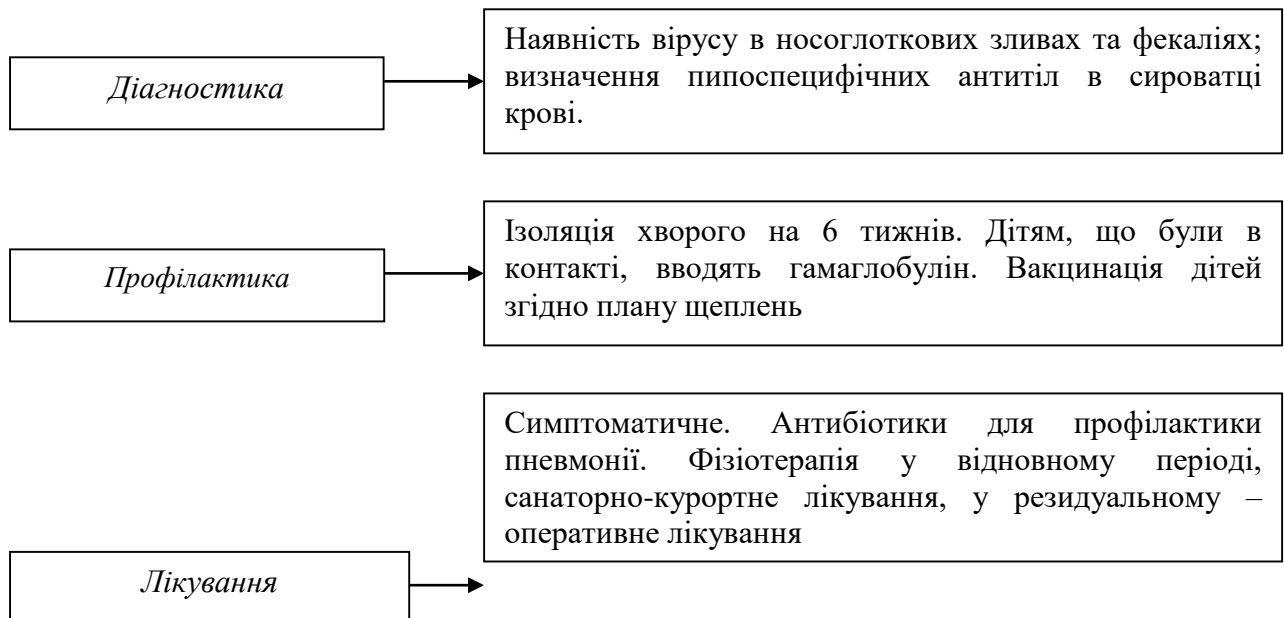 Діагностика
Наявність вірусу в носоглоткових зливах та фекаліях;
визначення пипоспецифічних антитіл в сироватці
крові.
Профілактика
Ізоляція хворого на 6 тижнів. Дітям, що були в
контакті, вводять гамаглобулін. Вакцинація дітей
згідно плану щеплень
Лікування
Симптоматичне. Антибіотики для профілактики
пневмонії. Фізіотерапія у відновному періоді,
санаторно-курортне лікування, у резидуальному –
оперативне лікування